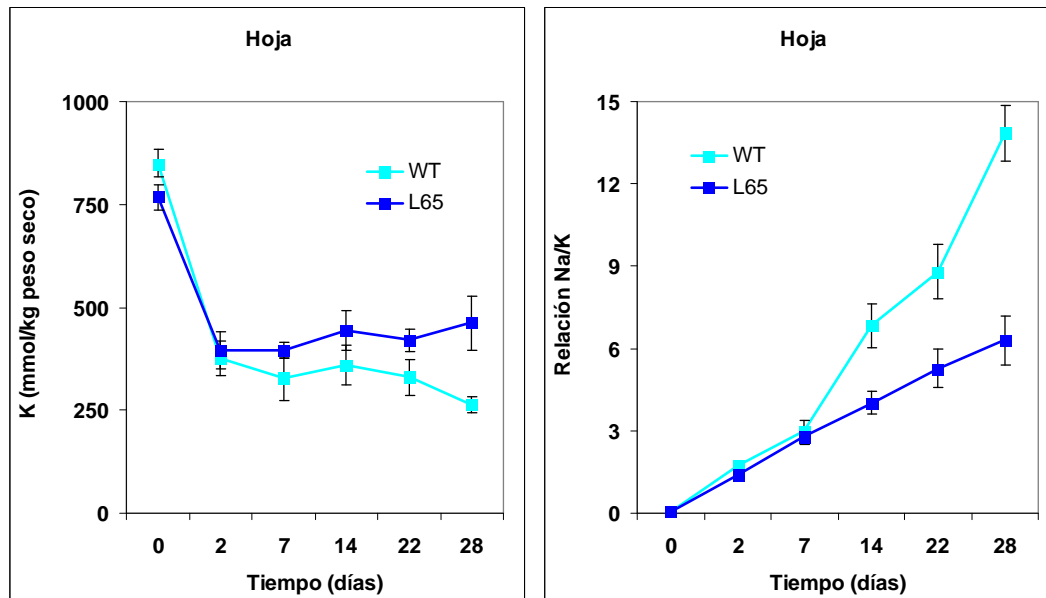 Hoja
K (mmol/kg peso seco)
1000
750
500
250
0
WT
L65
0 2 7 14 22 28
Tiempo (días)
Hoja
Relación Na/K
15
12
9
6
3
0
WT
L65
0 2 7 14 22 28
Tiempo (días)